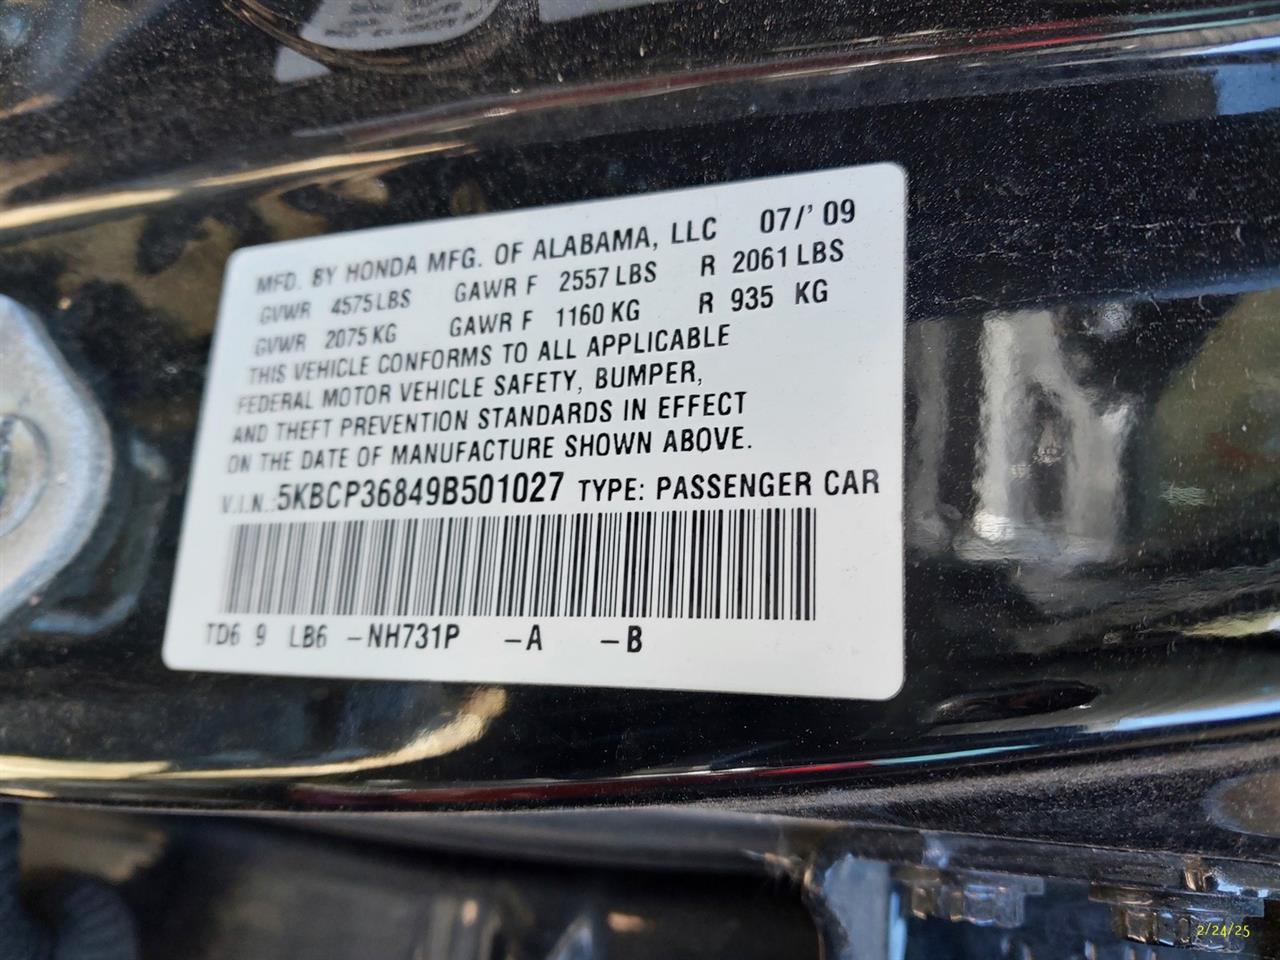 MFD. BY HONDA MFG. OF ALABAMA, LLC 07/'09
GVWR 4575LBS GAWR F 2557 LBS R 2061 LBS
GVWR 2075 KG GAWR F 1160 KG R 935 KG
THIS VEHICLE CONFORMS TO ALL APPLICABLE
FEDERAL MOTOR VEHICLE SAFETY, BUMPER,
AND THEFT PREVENTION STANDARDS IN EFFECT
ON THE DATE OF MANUFACTURE SHOWN ABOVE.
V.I.N.: 5KBCP36849B501027 TYPE: PASSENGER CAR
TD6 9 LB6 -NH731P -A -B
2/24/25